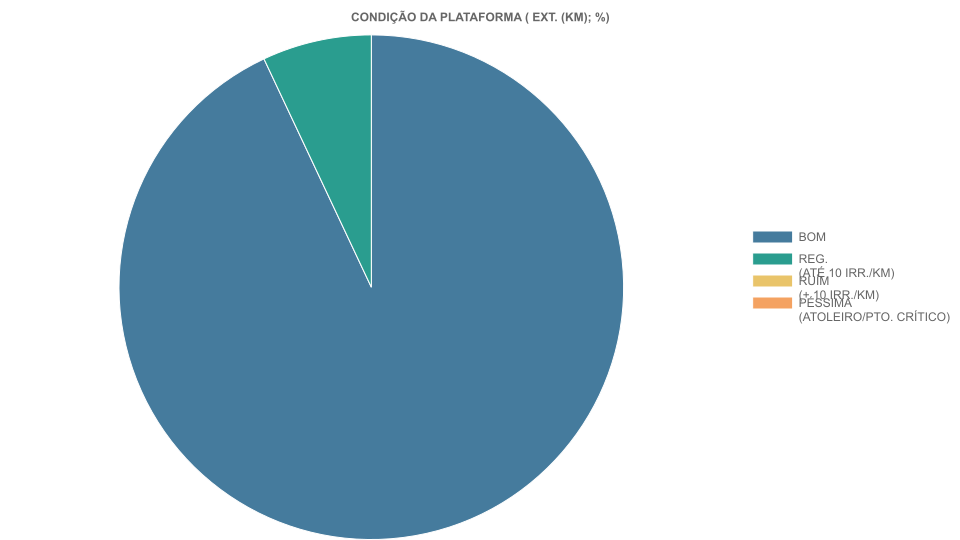 CONDIÇÃO DA PLATAFORMA ( EXT. (KM); %)
BOM
REG.
(ATÉ 10 IRR./KM)
RUIM
(+ 10 IRR./KM)
PÉSSIMA
(ATOLEIRO/PTO. CRÍTICO)